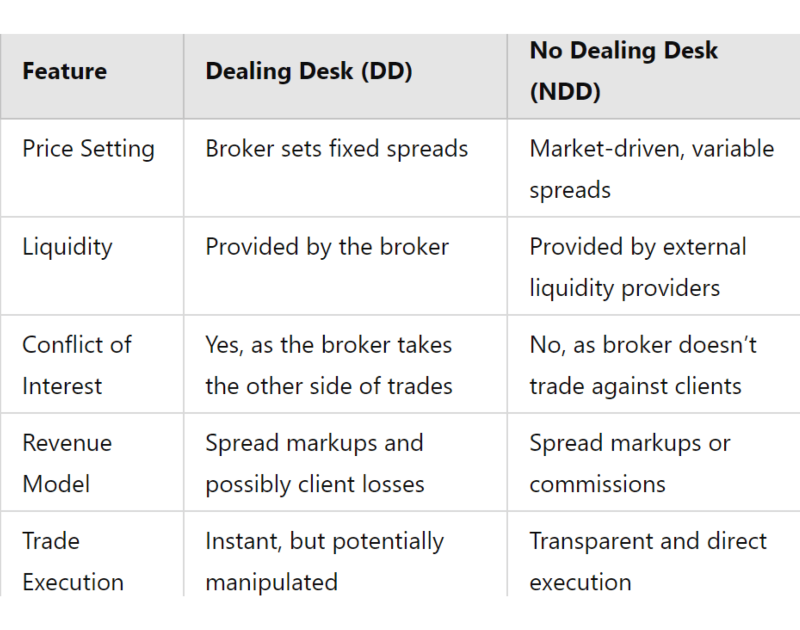 Feature
Dealing Desk (DD)
No Dealing Desk
(NDD)
Price Setting
Broker sets fixed spreads
Market-driven, variable
spreads
Liquidity
Provided by the broker
Provided by external
liquidity providers
Conflict of
Interest
Yes, as the broker takes
the other side of trades
No, as broker doesn’t
trade against clients
Revenue
Model
Spread markups and
possibly client losses
Spread markups or
commissions
Trade
Execution
Instant, but potentially
manipulated
Transparent and direct
execution